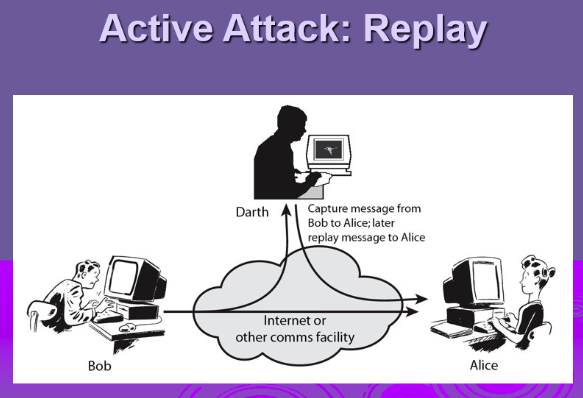 Active Attack: Replay
Darth
Capture message from
Bob to Alice; later
replay message to Alice
Internet or
other comms facility
Bob
Alice